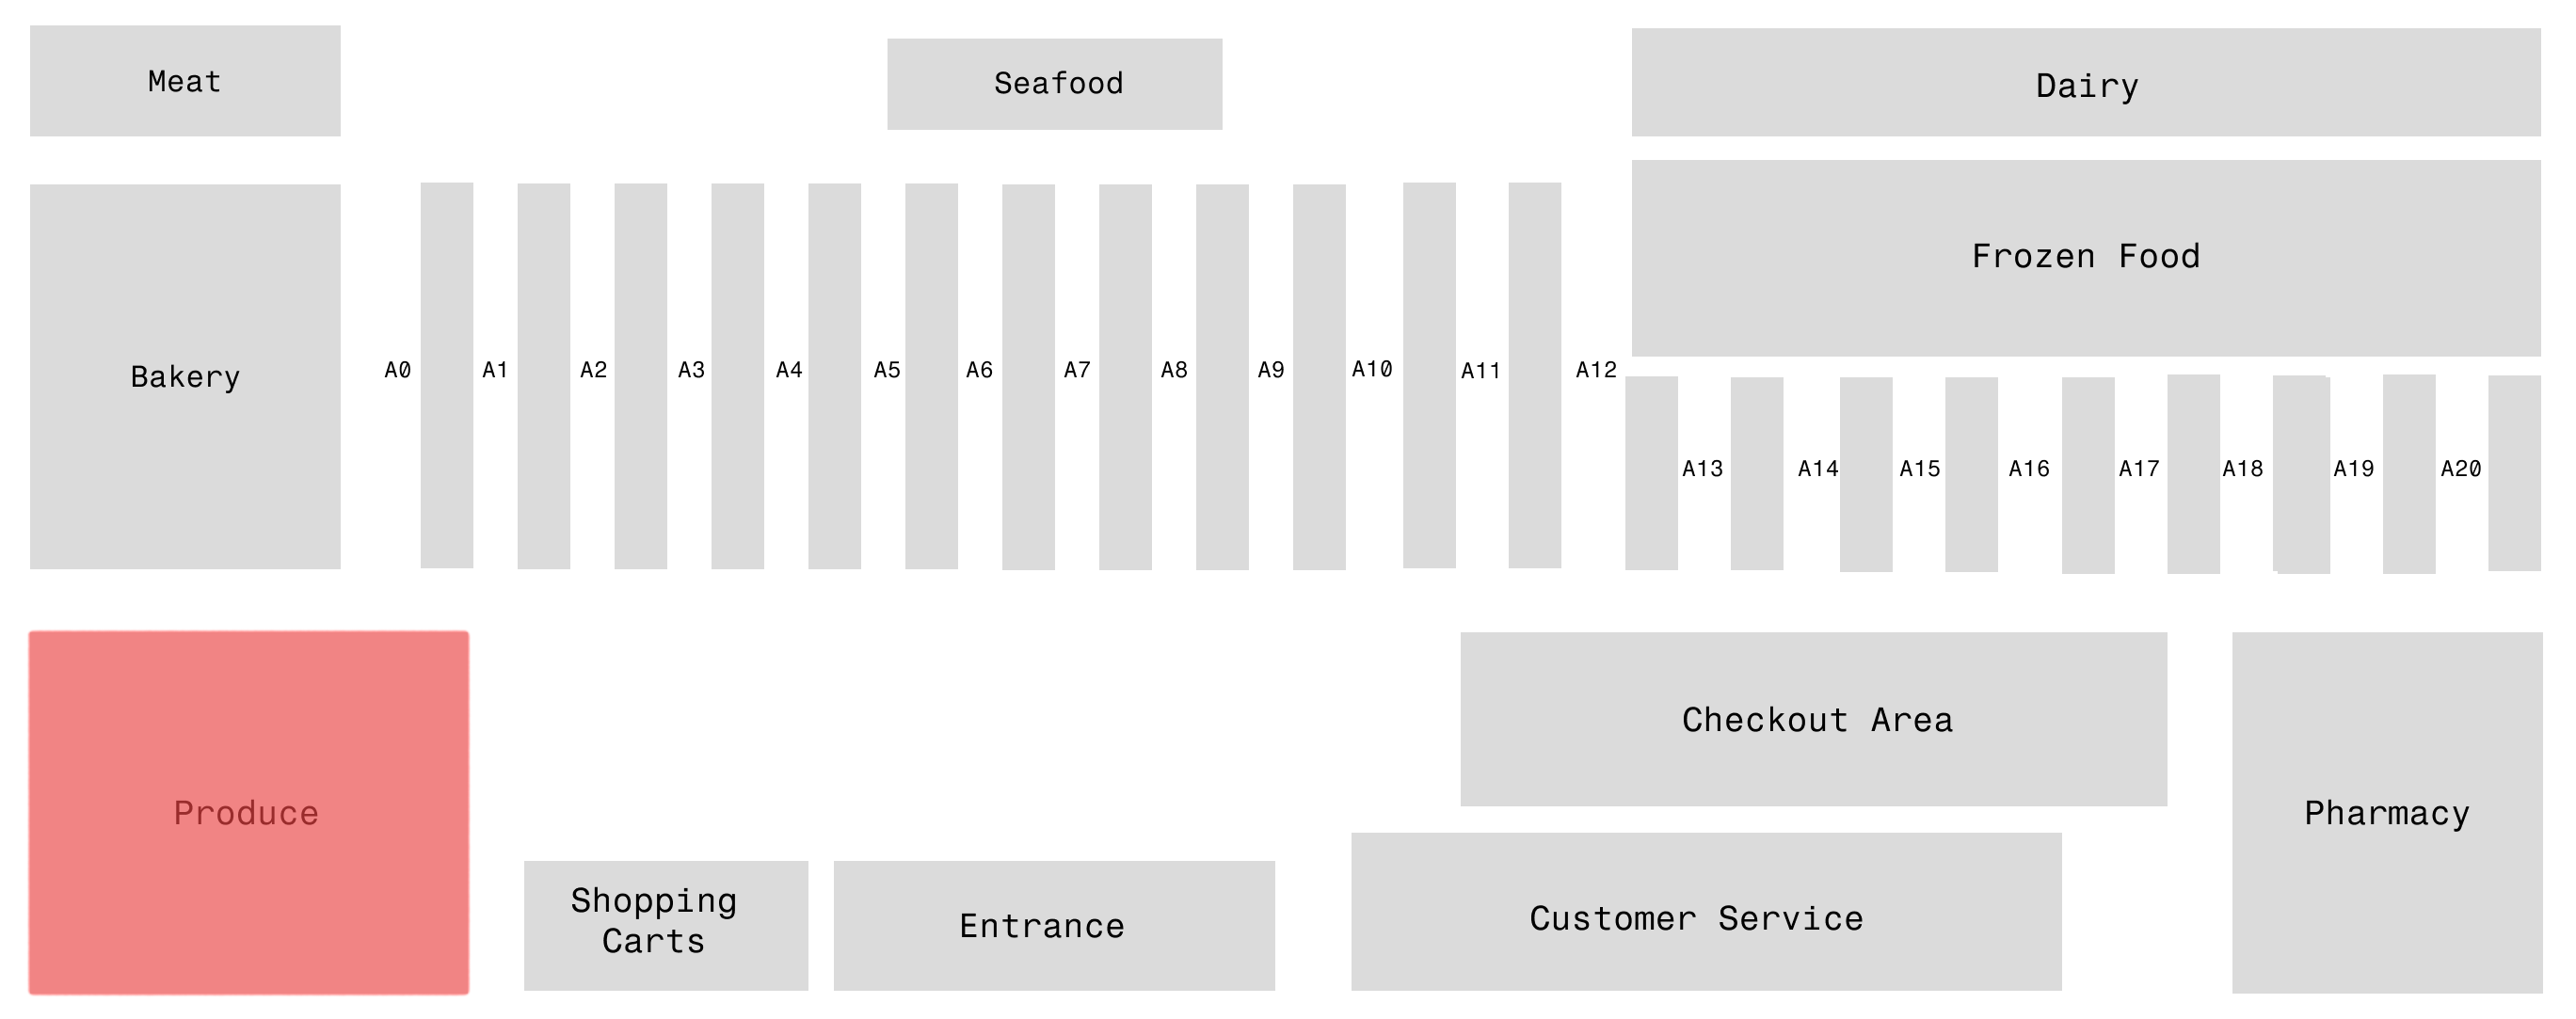 Meat
Seafood
Dairy
Frozen Food
Bakery
A0
A1
A2
A3
A4
A5
A6
A7
A8
A9
A10
A11
A12
A13
A14
A15
A16
A17
A18
A19
A20
Produce
Checkout Area
Pharmacy
Shopping
Carts
Entrance
Customer Service